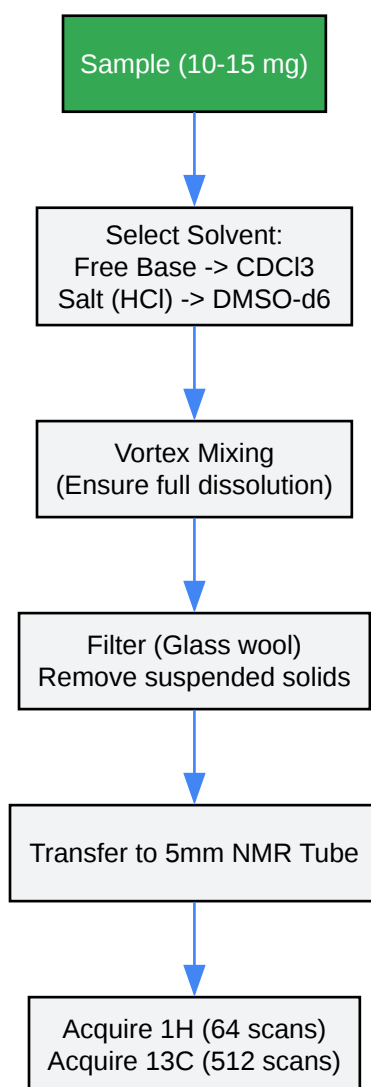 Sample (10-15 mg)
Select Solvent:
Free Base -> CDCl3
Salt (HCl) -> DMSO-d6
Vortex Mixing
(Ensure full dissolution)
Filter (Glass wool)
Remove suspended solids
Transfer to 5mm NMR Tube
Acquire 1H (64 scans)
Acquire 13C (512 scans)